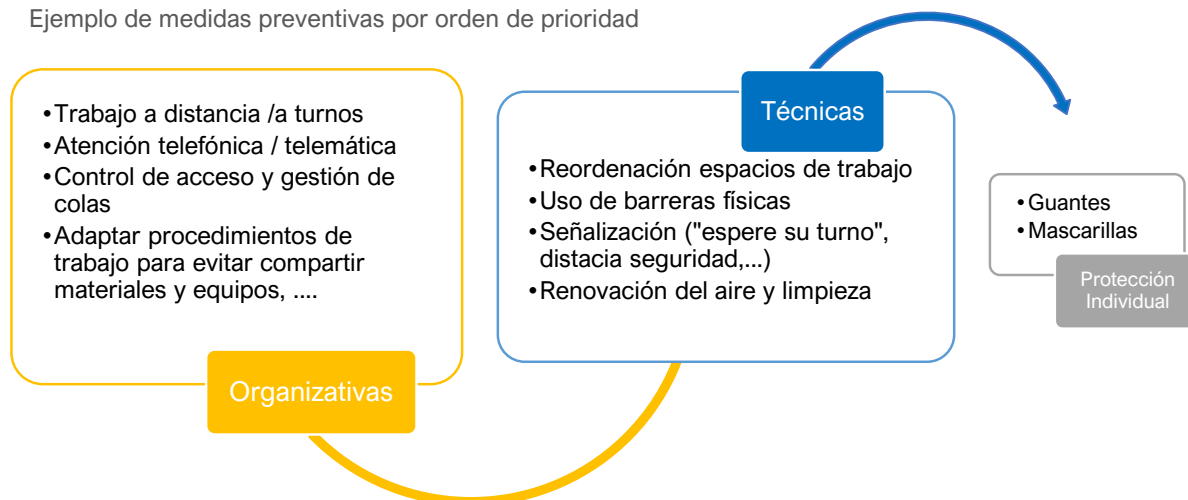 Ejemplo de medidas preventivas por orden de prioridad
•Trabajo a distancia /a turnos
•Atención telefónica / telemática
•Control de acceso y gestión de
colas
•Adaptar procedimientos de
trabajo para evitar compartir
materiales y equipos, ....
Organizativas
Técnicas
•Reordenación espacios de trabajo
•Uso de barreras físicas
•Señalización ("espere su turno",
distacia seguridad,...)
•Renovación del aire y limpieza
•Guantes
•Mascarillas
Protección
Individual